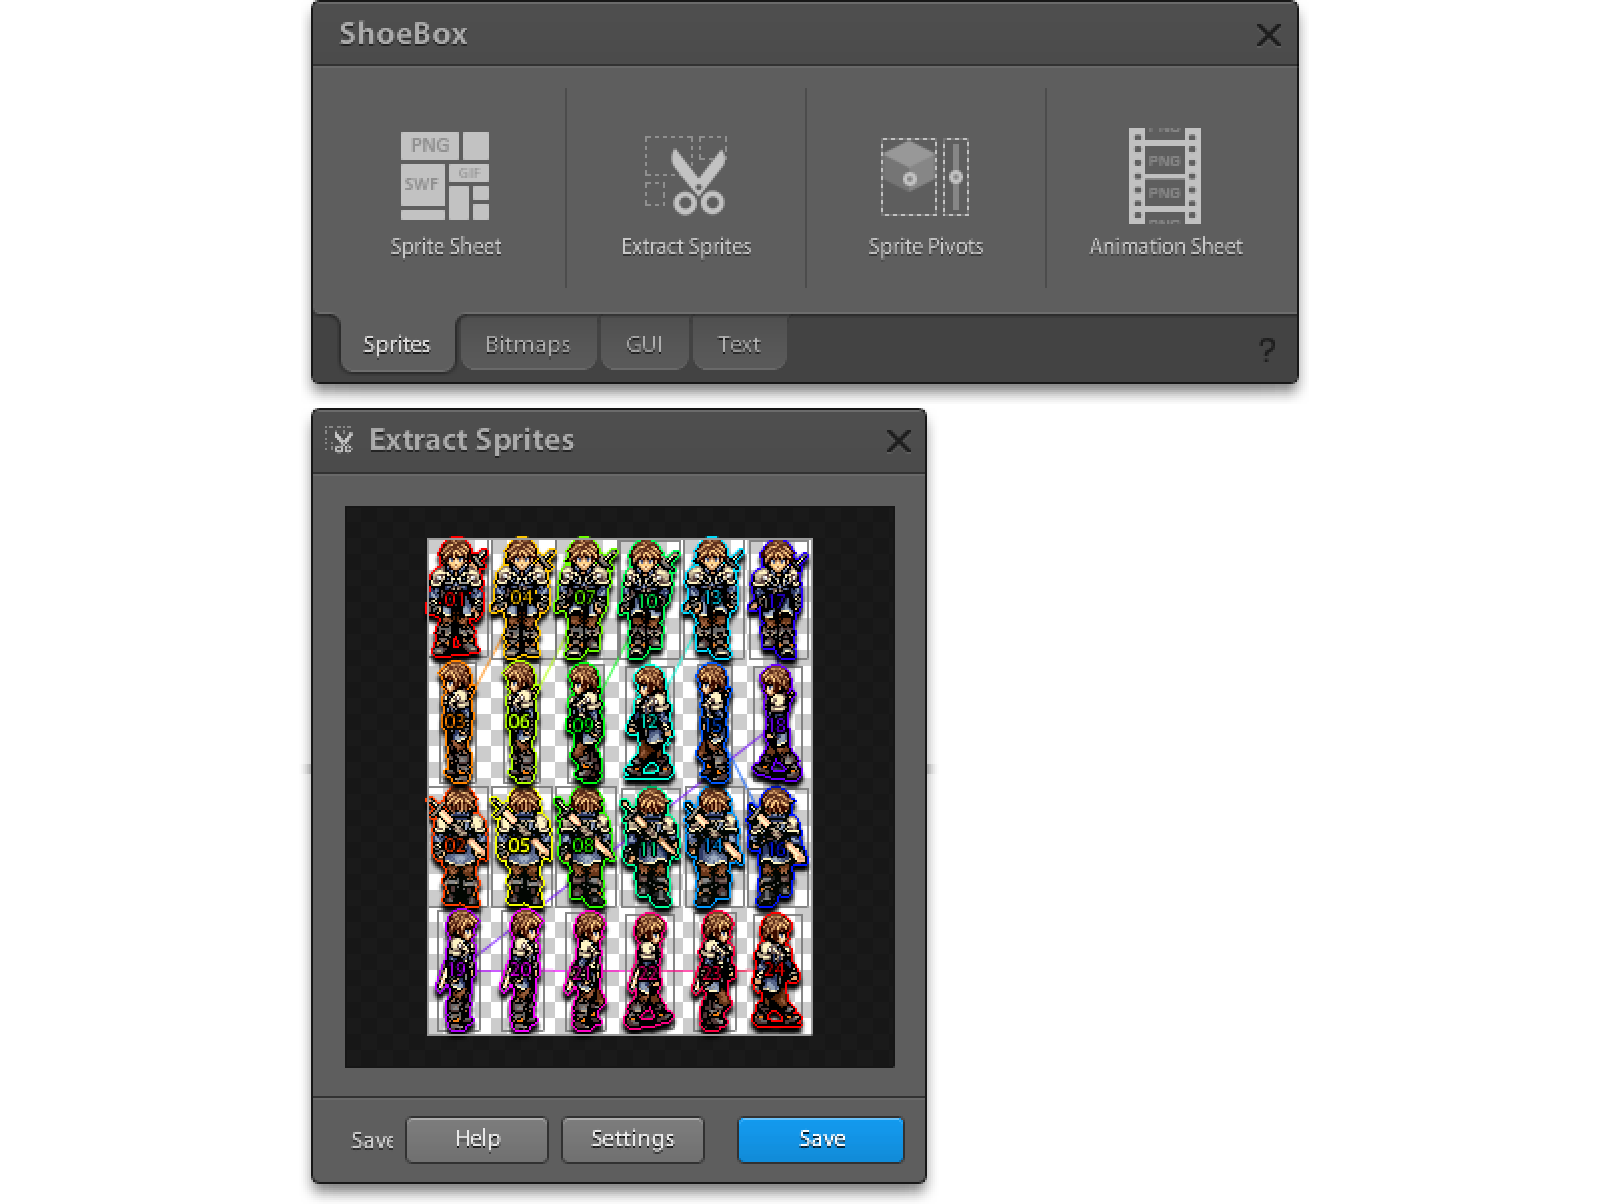 ShoeBox
PNG
SWF
GIF
PNG
PNG
Sprite Sheet
Extract Sprites
Sprite Pivots
Animation Sheet
Sprites
Bitmaps
GUI
Text
?
Extract Sprites
01 04 07 10 13 17
03 06 09 12 15 18
02 05 08 11 14 16
19 20 21 22 23 24
Save
Help
Settings
Save